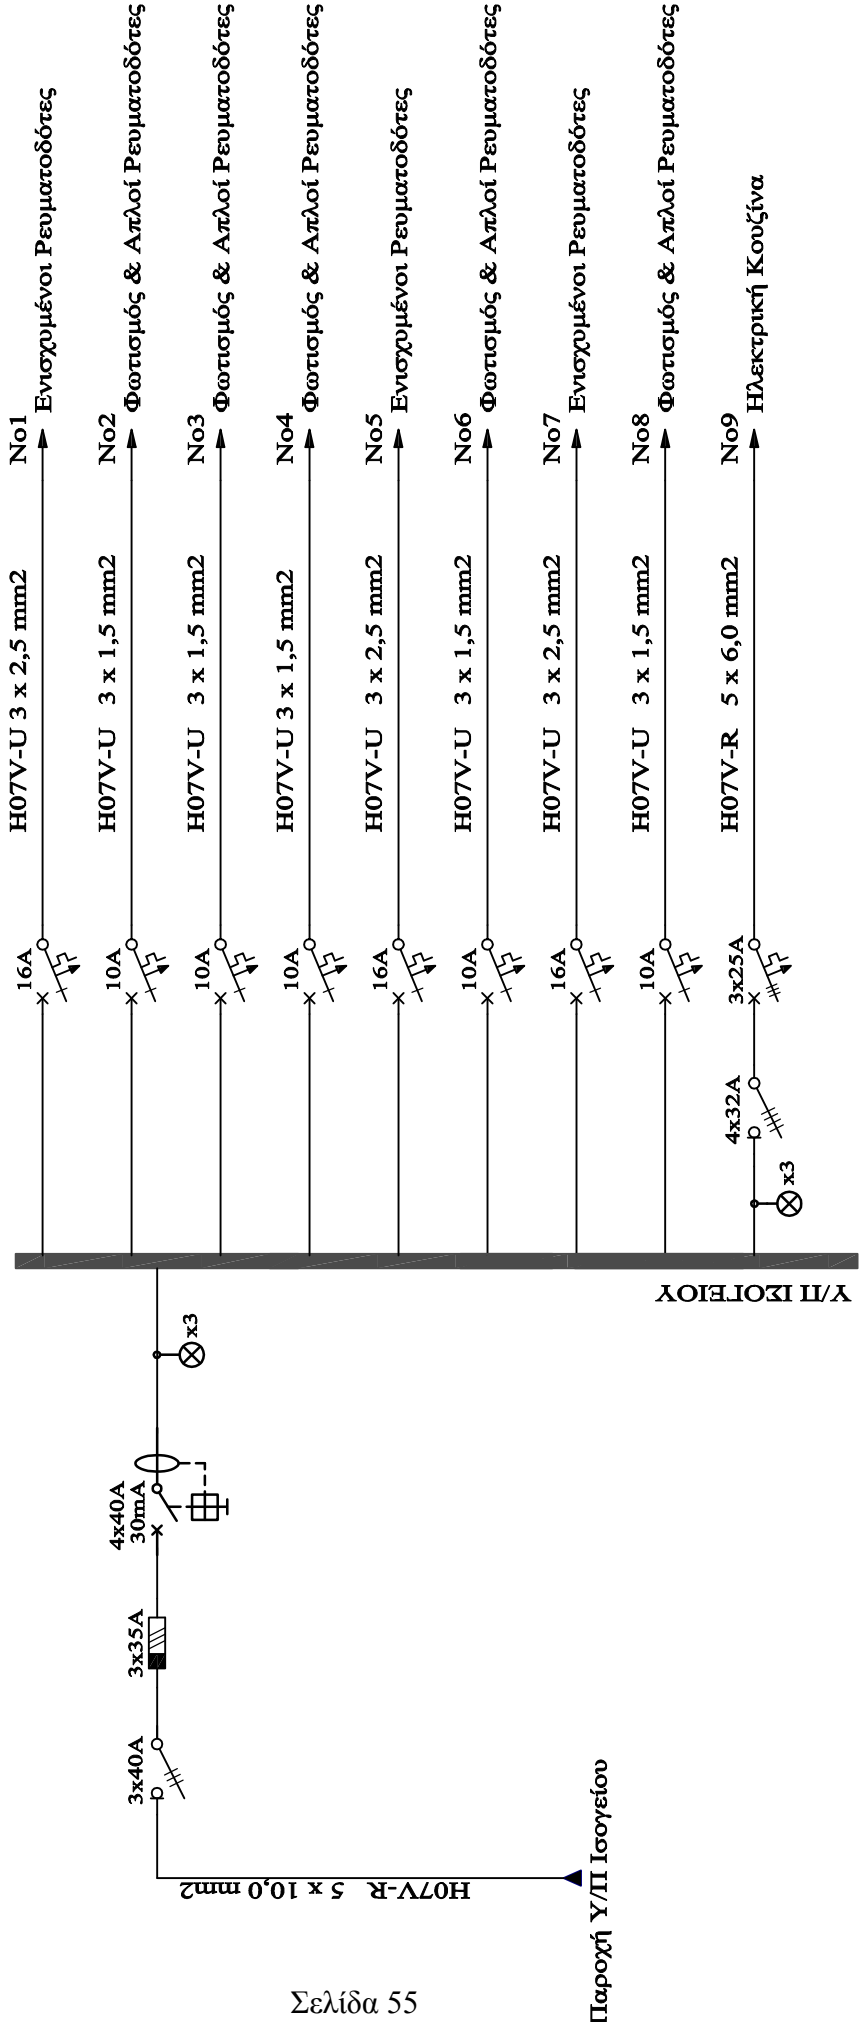 No1
Ενισχυμένοι Ρευματοδότες
H07V-U 3 x 2,5 mm2
16A
No2
Φωτισμός & Απλοί Ρευματοδότες
H07V-U 3 x 1,5 mm2
10A
No3
Φωτισμός & Απλοί Ρευματοδότες
H07V-U 3 x 1,5 mm2
10A
No4
Φωτισμός & Απλοί Ρευματοδότες
H07V-U 3 x 1,5 mm2
10A
No5
Ενισχυμένοι Ρευματοδότες
H07V-U 3 x 2,5 mm2
16A
No6
Φωτισμός & Απλοί Ρευματοδότες
H07V-U 3 x 1,5 mm2
10A
No7
Ενισχυμένοι Ρευματοδότες
H07V-U 3 x 2,5 mm2
16A
No8
Φωτισμός & Απλοί Ρευματοδότες
H07V-U 3 x 1,5 mm2
10A
No9
Ηλεκτρική Κουζίνα
H07V-R 5 x 6,0 mm2
3x25A
4x32A
x3
Υ/Π ΙΣΟΓΕΙΟΥ
x3
4x40A
30mA
3x35A
3x40A
H07V-R 5 x 10,0 mm2
Παροχή Υ/Π Ισογείου
Σελίδα 55